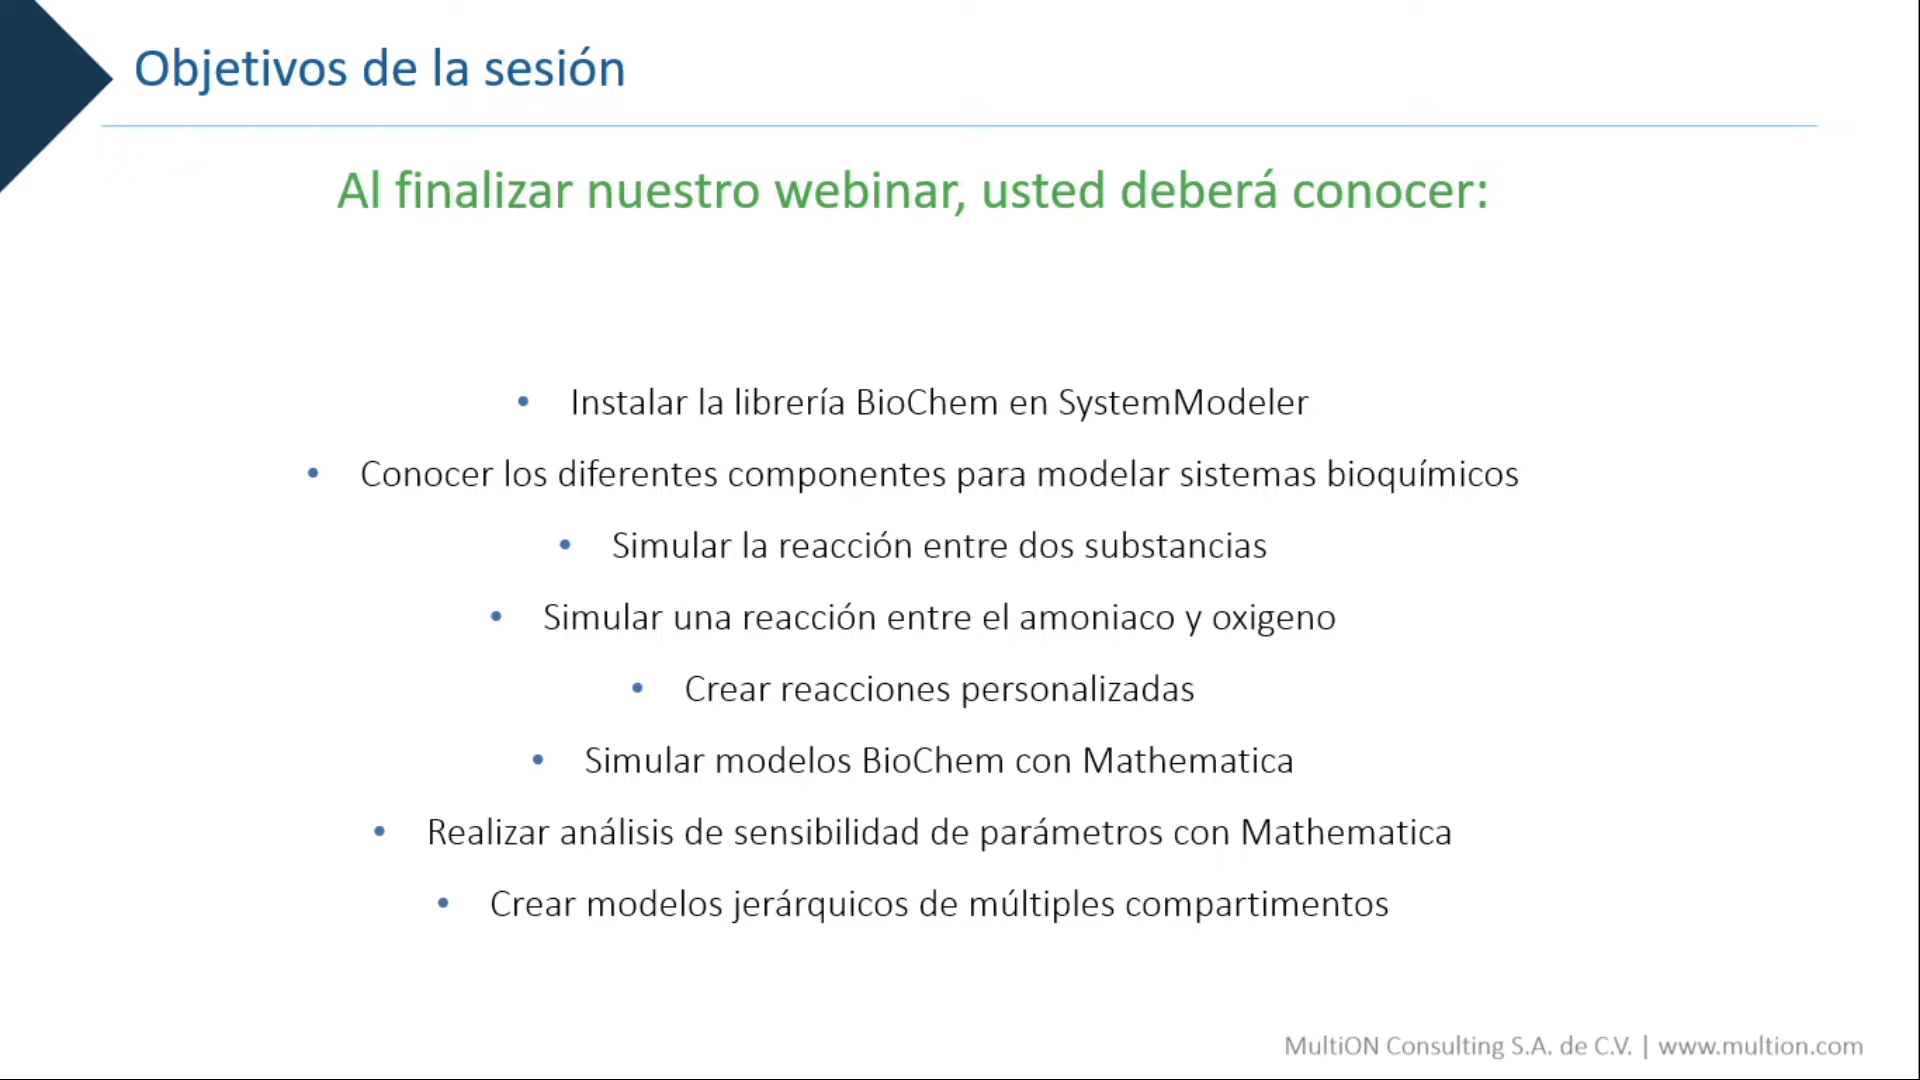 Objetivos de la sesión
Al finalizar nuestro webinar, usted deberá conocer:
• Instalar la librería BioChem en SystemModeler
• Conocer los diferentes componentes para modelar sistemas bioquímicos
• Simular la reacción entre dos substancias
• Simular una reacción entre el amoniaco y oxigeno
• Crear reacciones personalizadas
• Simular modelos BioChem con Mathematica
• Realizar análisis de sensibilidad de parámetros con Mathematica
• Crear modelos jerárquicos de múltiples compartimentos
MultiON Consulting S.A. de C.V. | www.multion.com